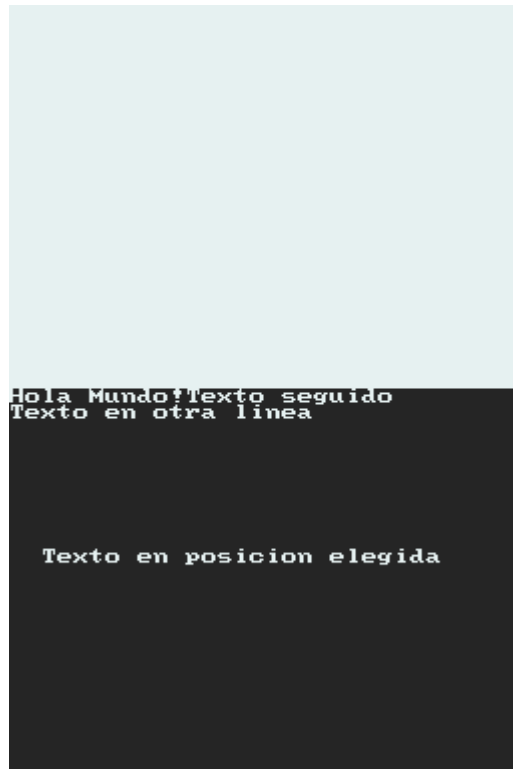 Hola Mundo!Texto seguido
Texto en otra linea
Texto en posicion elegida